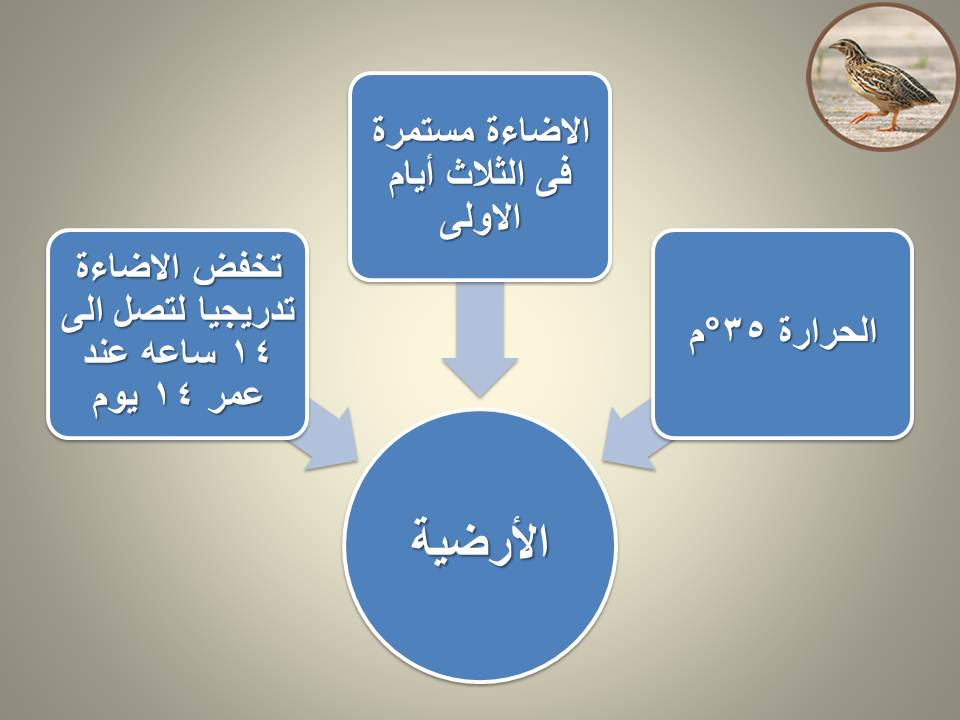 الاضاءة مستمرة
فى الثلاث أيام
الاولى
الحرارة ٣٥°م
تخفض الاضاءة
تدريجيا لتصل الى
١٤ ساعه عند
عمر ١٤ يوم
الأرضية